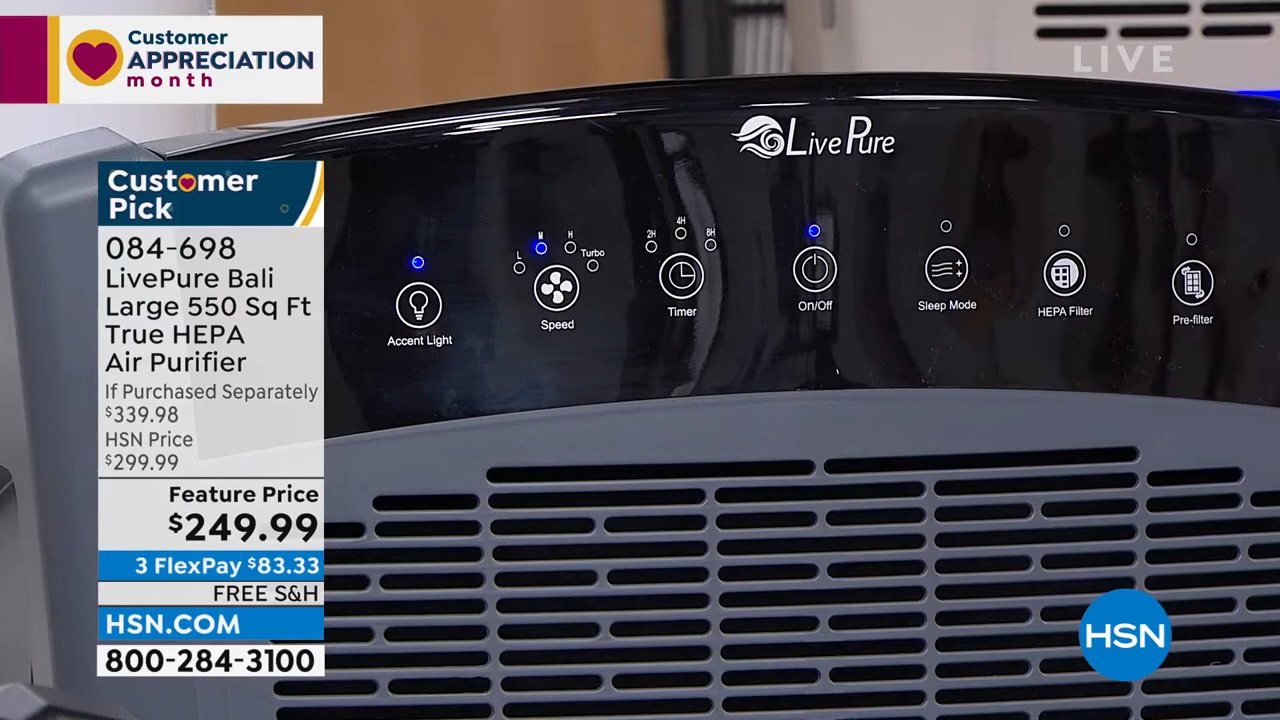 Customer
APPRECIATION
month
LIVE
LivePure
Customer
Pick
084-698
LivePure Bali
Large 550 Sq Ft
True HEPA
Air Purifier
If Purchased Separately
$339.98
HSN Price
$299.99
Feature Price
$249.99
3 FlexPay $83.33
FREE S&H
HSN.COM
800-284-3100
L
M
H
Turbo
2H
4H
8H
Accent Light
Speed
Timer
On/Off
Sleep Mode
HEPA Filter
Pre-filter
HSN